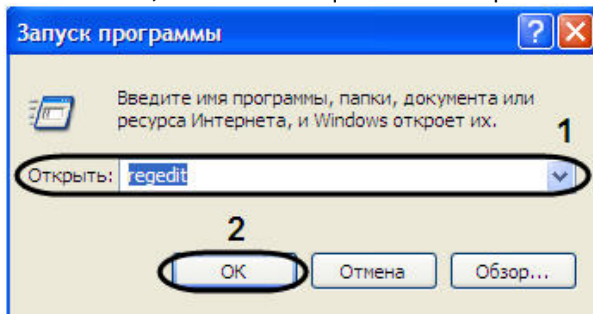 Запуск программы
Введите имя программы, папки, документа или
ресурса Интернета, и Windows откроет их.
1
Открыть: regedit
2
ОК Отмена Обзор...